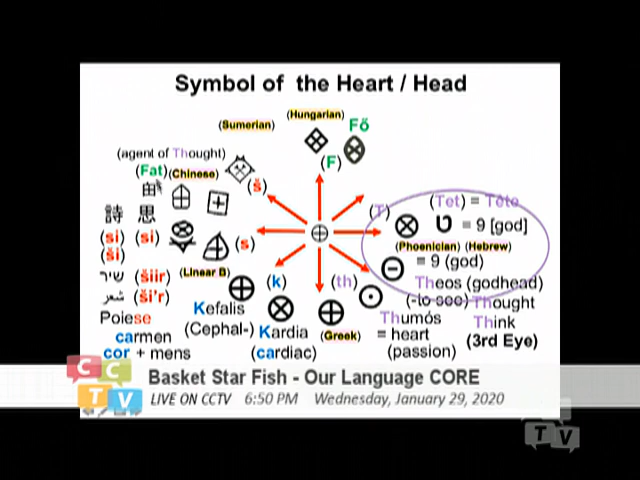 Symbol of the Heart / Head
(Hungarian)
(Sumerian)
Fő
(agent of Thought)
(F)
(Fat) (Chinese)
(š)
由
(T)
(Tet) = Tête
詩 思
ט = 9 [god]
(si) (si)
(s)
(Phoenician) (Hebrew)
(ši)
= 9 (god)
שיר (šiir)
(Linear B)
(k)
(th)
Theos (godhead)
شعر (ši'r)
(-to see) Thought
Kefalis
Thumós
Think
Poiese
(Cephal-)
Kardia
(Greek)
= heart
(3rd Eye)
carmen
(cardiac)
(passion)
cor + mens
CCTV
Basket Star Fish - Our Language CORE
LIVE ON CCTV 6:50 PM Wednesday, January 29, 2020
TV